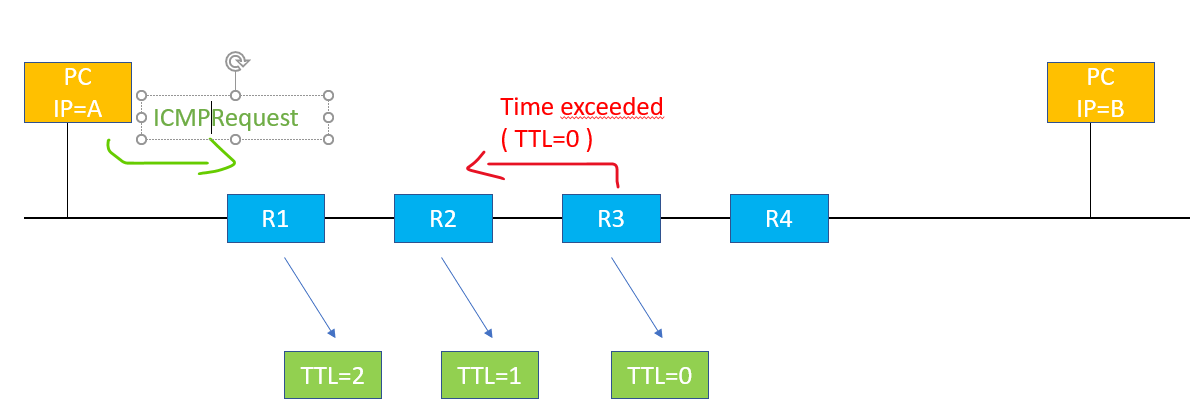 PC
IP=A
ICMPRequest
Time exceeded
( TTL=0 )
PC
IP=B
R1
R2
R3
R4
TTL=2
TTL=1
TTL=0